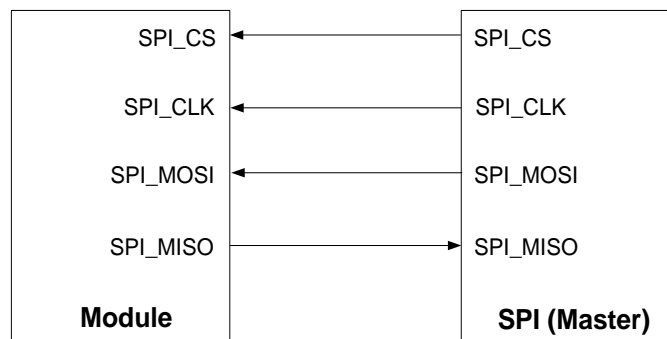 SPI_CS SPI_CS
SPI_CLK SPI_CLK
SPI_MOSI SPI_MOSI
SPI_MISO SPI_MISO
Module SPI (Master)